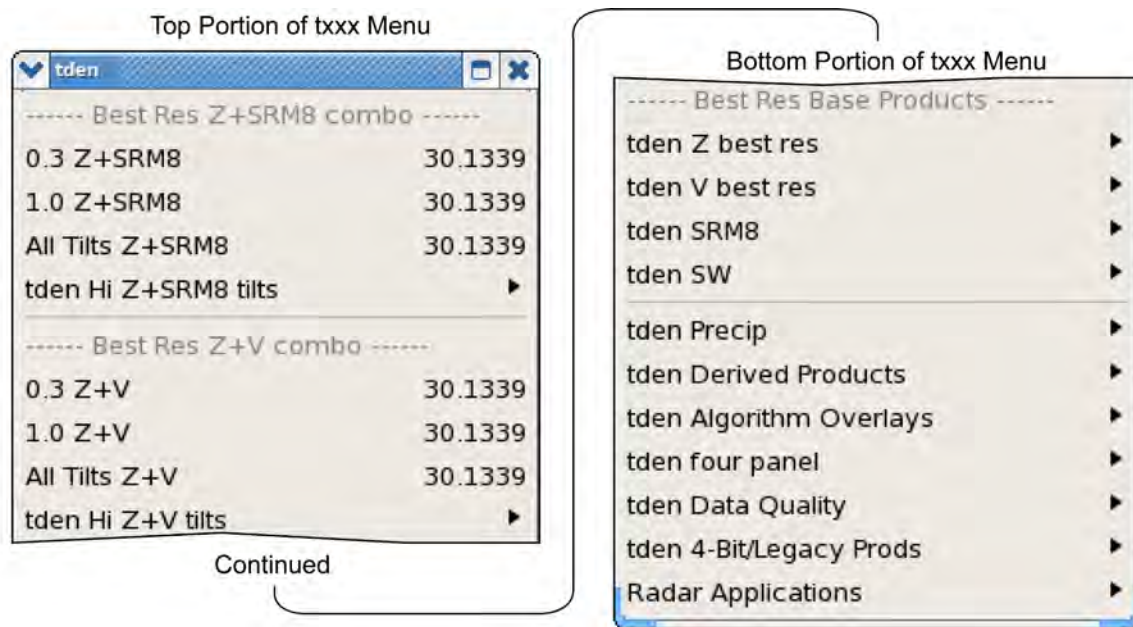 Top Portion of txxx Menu
tden
------ Best Res Z+SRM8 combo ------
0.3 Z+SRM8 30.1339
1.0 Z+SRM8 30.1339
All Tilts Z+SRM8 30.1339
tden Hi Z+SRM8 tilts
------ Best Res Z+V combo ------
0.3 Z+V 30.1339
1.0 Z+V 30.1339
All Tilts Z+V 30.1339
tden Hi Z+V tilts
Continued
Bottom Portion of txxx Menu
------ Best Res Base Products ------
tden Z best res
tden V best res
tden SRM8
tden SW
tden Precip
tden Derived Products
tden Algorithm Overlays
tden four panel
tden Data Quality
tden 4-Bit/Legacy Prods
Radar Applications